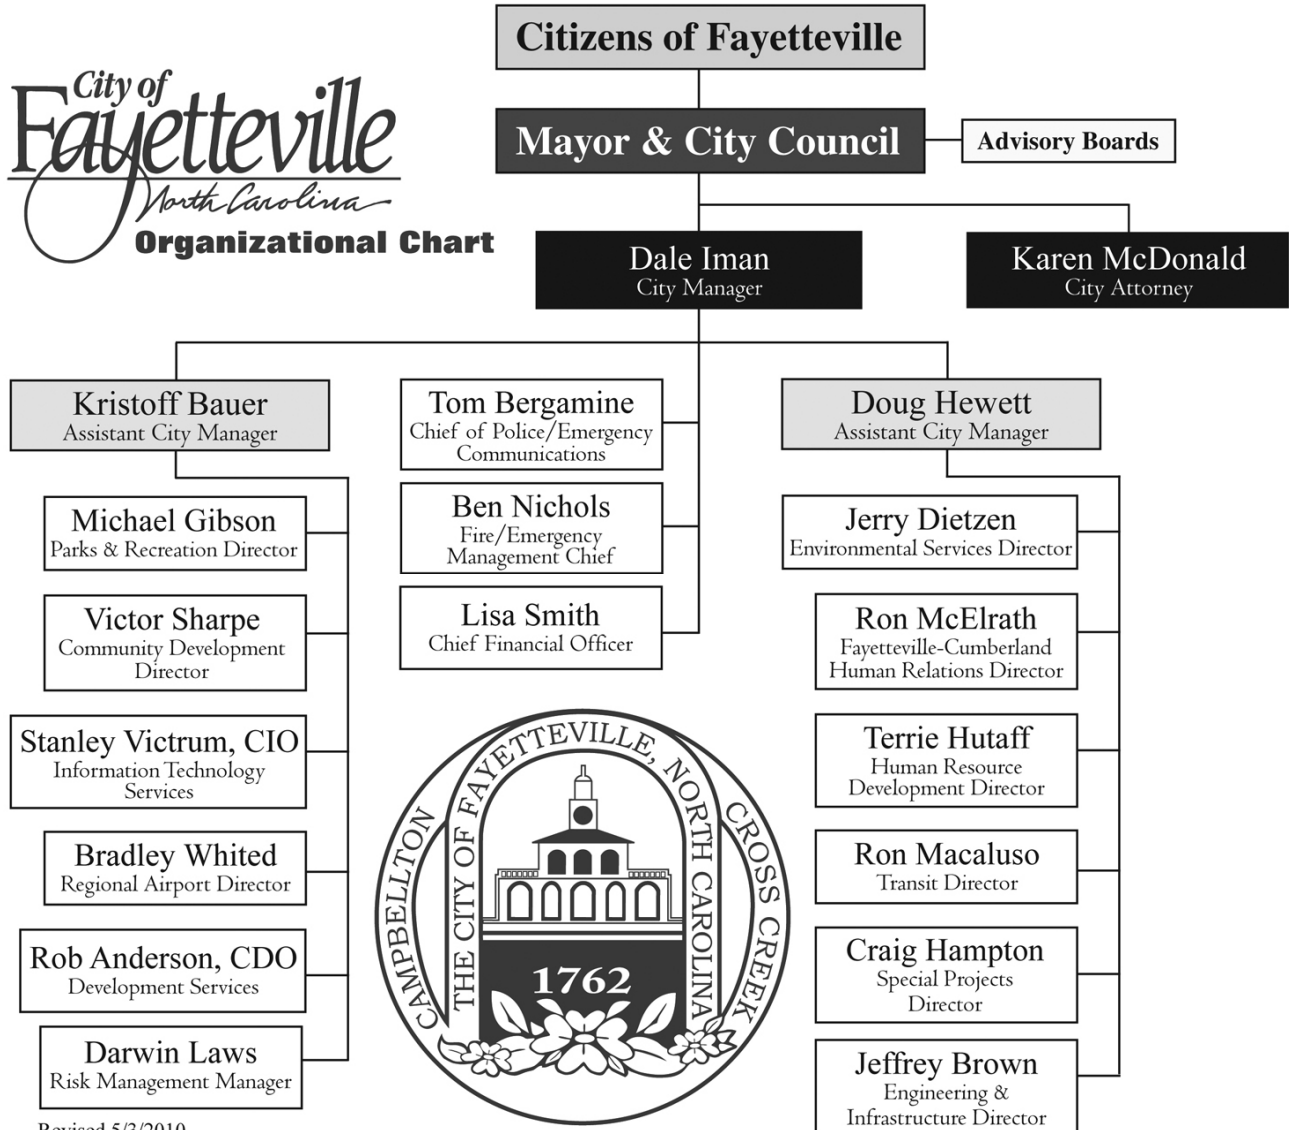 Citizens of Fayetteville
City of
Fayetteville
North Carolina
Organizational Chart
Mayor & City Council
Advisory Boards
Dale Iman
City Manager
Karen McDonald
City Attorney
Kristoff Bauer
Assistant City Manager
Michael Gibson
Parks & Recreation Director
Victor Sharpe
Community Development
Director
Stanley Victrum, CIO
Information Technology
Services
Bradley Whited
Regional Airport Director
Rob Anderson, CDO
Development Services
Darwin Laws
Risk Management Manager
Tom Bergamine
Chief of Police/Emergency
Communications
Ben Nichols
Fire/Emergency
Management Chief
Lisa Smith
Chief Financial Officer
Doug Hewett
Assistant City Manager
Jerry Dietzen
Environmental Services Director
Ron McElrath
Fayetteville-Cumberland
Human Relations Director
Terrie Hutaff
Human Resource
Development Director
Ron Macaluso
Transit Director
Craig Hampton
Special Projects
Director
Jeffrey Brown
Engineering &
Infrastructure Director
THE CITY OF FAYETTEVILLE, NORTH CAROLINA
CAMPBELLTON
CROSS CREEK
1762
Revised 5/3/2010